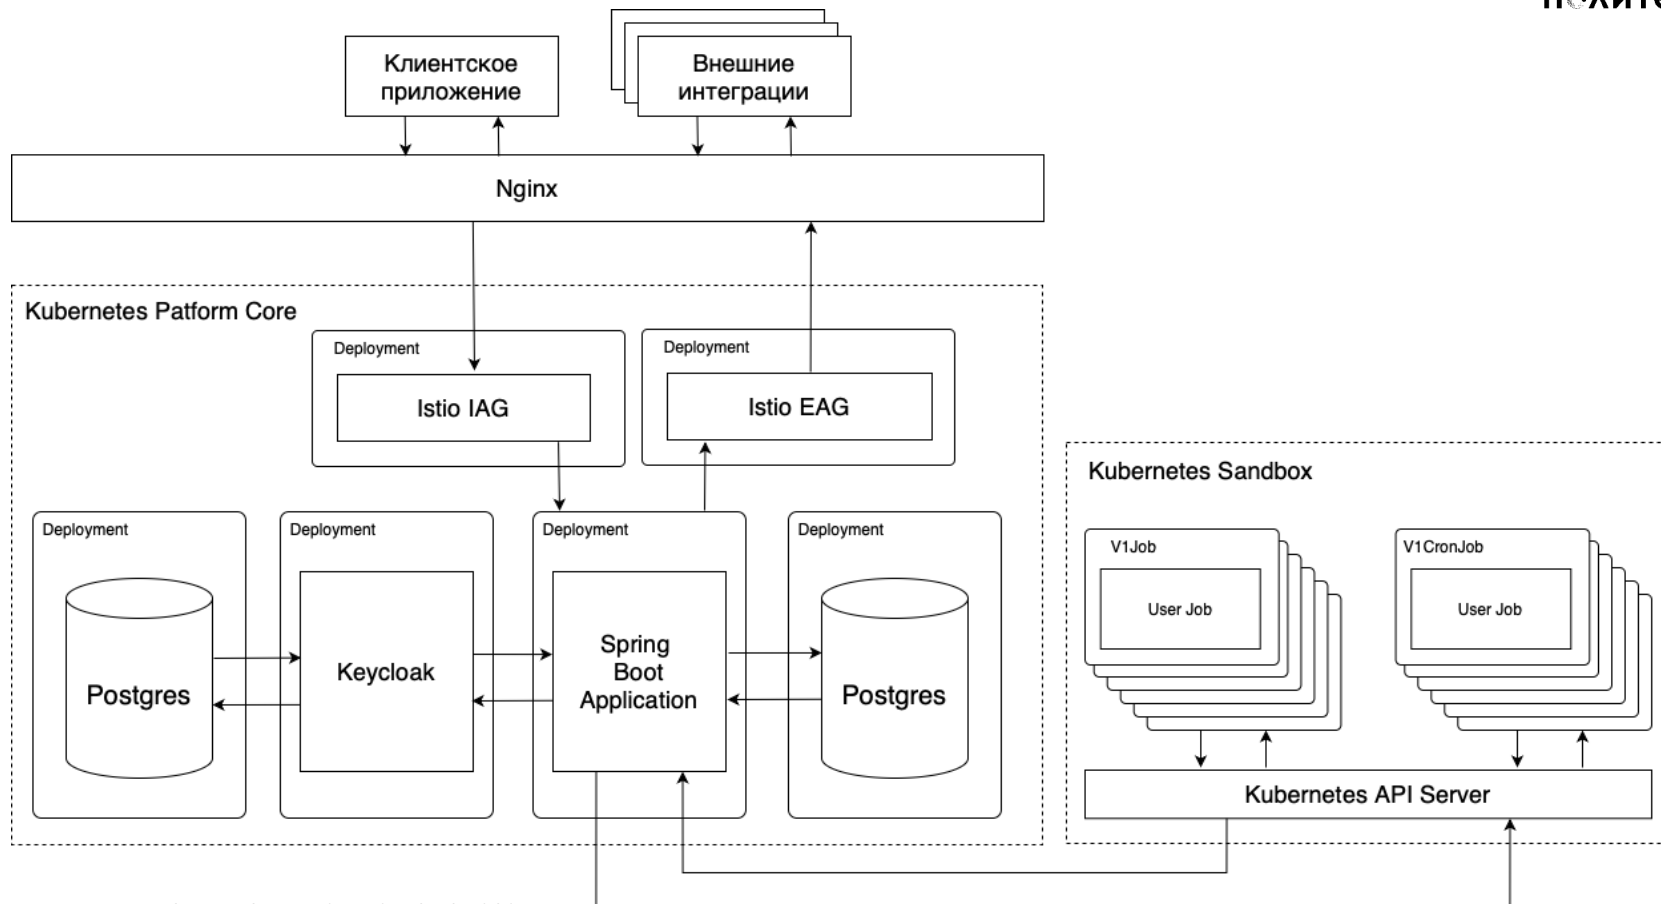 Клиентское
приложение
Внешние
интеграции
Nginx
Kubernetes Patform Core
Deployment
Istio IAG
Deployment
Istio EAG
Deployment
Postgres
Deployment
Keycloak
Deployment
Spring
Boot
Application
Deployment
Postgres
Kubernetes Sandbox
V1Job
User Job
V1CronJob
User Job
Kubernetes API Server